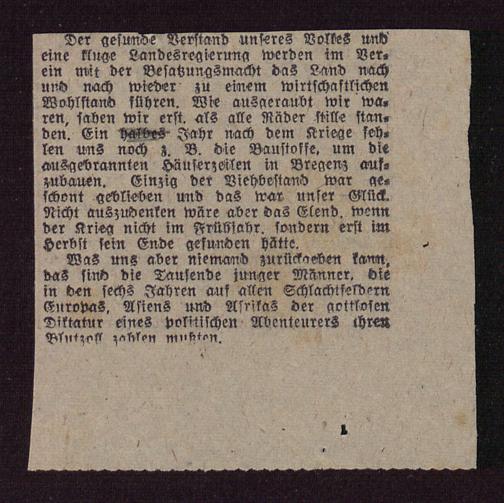 Der gesunde Verstand unseres Volkes und
eine kluge Landesregierung werden im Ver-
ein mit der Besatzungsmacht das Land nach
und nach wieder zu einem wirtschaftlichen
Wohlstand führen. Wie ausgeraubt wir wa-
ren, sahen wir erst, als alle Räder stille stan-
den. Ein halbes Jahr nach dem Kriege feh-
len uns noch z. B. die Baustoffe, um die
ausgebrannten Häuserzeilen in Bregenz auf-
zubauen. Einzig der Viehbestand war ge-
schont geblieben und das war unser Glück.
Nicht auszudenken wäre aber das Elend, wenn
der Krieg nicht im Frühjahr, sondern erst im
Herbst sein Ende gefunden hätte.
Was uns aber niemand zurückgeben kann,
das sind die Tausende junger Männer, die
in den sechs Jahren auf allen Schlachtfeldern
Europas, Asiens und Afrikas der gottlosen
Diktatur eines politischen Abenteurers ihren
Blutzoll zahlen mußten.